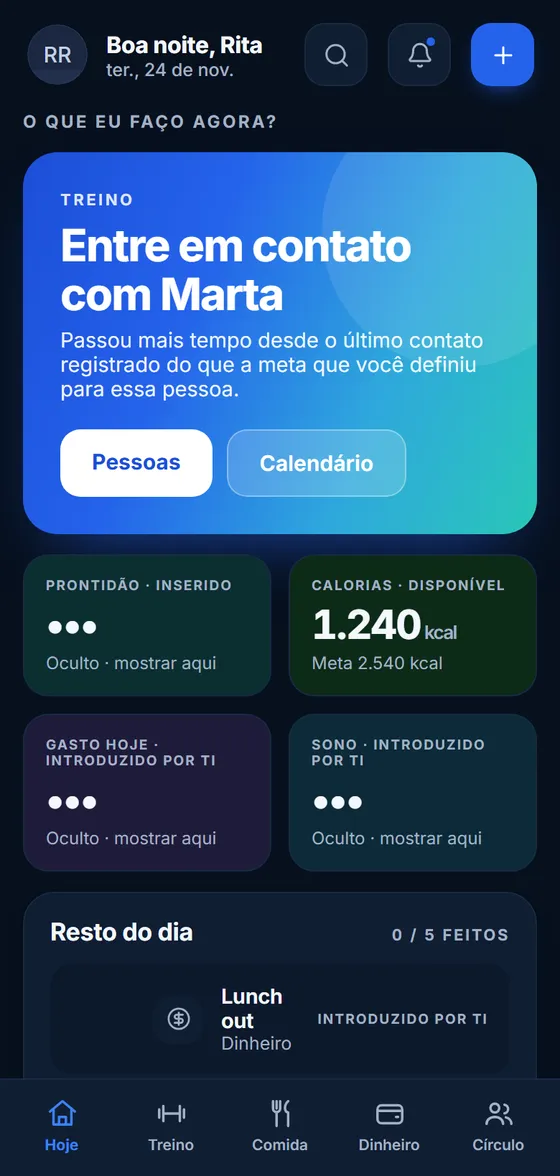 RR
Boa noite, Rita
ter., 24 de nov.
O QUE EU FAÇO AGORA?
TREINO
Entre em contato
com Marta
Passou mais tempo desde o último contato
registrado do que a meta que você definiu
para essa pessoa.
Pessoas
Calendário
PRONTIDÃO · INSERIDO
Oculto · mostrar aqui
CALORIAS · DISPONÍVEL
1.240 kcal
Meta 2.540 kcal
GASTO HOJE ·
INTRODUZIDO POR TI
Oculto · mostrar aqui
SONO · INTRODUZIDO
POR TI
Oculto · mostrar aqui
Resto do dia
0 / 5 FEITOS
Lunch
out
Dinheiro
INTRODUZIDO POR TI
Hoje
Treino
Comida
Dinheiro
Círculo